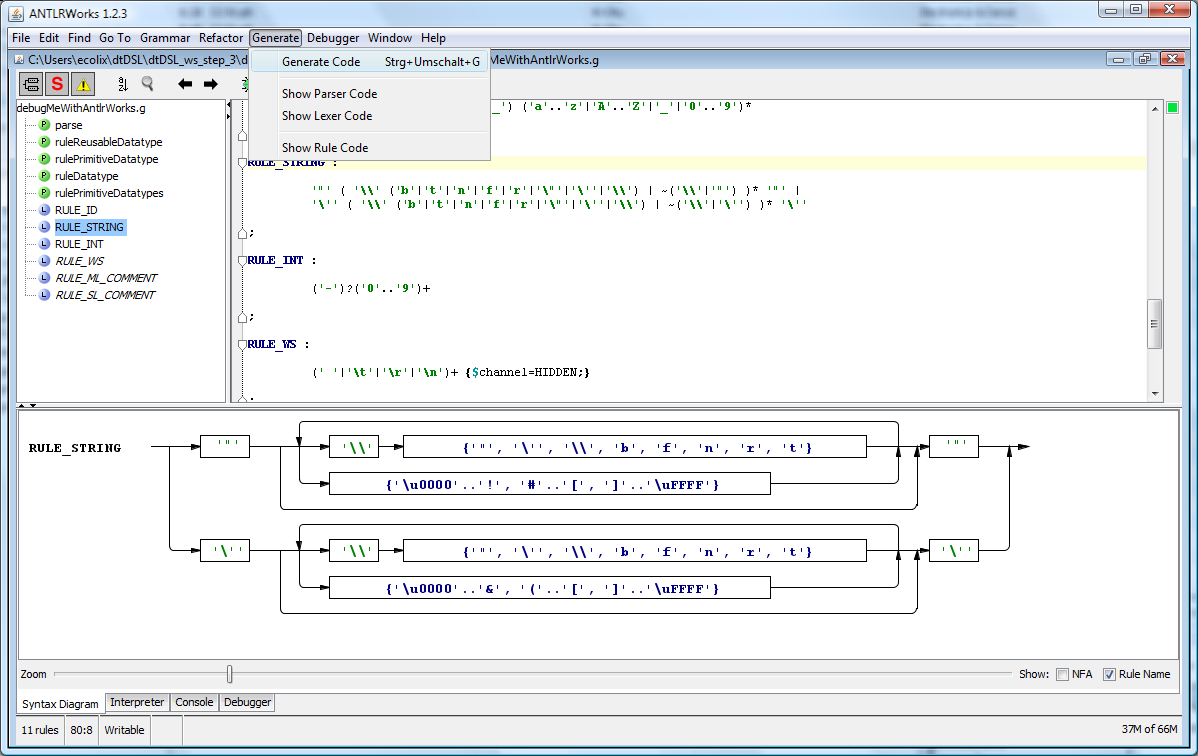 ANTLRWorks 1.2.3
File Edit Find Go To Grammar Refactor Generate Debugger Window Help
C:\Users\ecolix\dtDSL\dtDSL_ws_step_3\d
MeWithAntlrWorks.g
Generate Code Strg+Umschalt+G
Show Parser Code
Show Lexer Code
Show Rule Code
debugMeWithAntlrWorks.g
P parse
P ruleReusableDatatype
P rulePrimitiveDatatype
P ruleDatatype
P rulePrimitiveDatatypes
L RULE_ID
L RULE_STRING
L RULE_INT
L RULE_WS
L RULE_ML_COMMENT
L RULE_SL_COMMENT
_') ('a'..'z'|'A'..'Z'|'_'|'0'..'9')*
RULE_STRING :
'"' ( '\\' ('b'|'t'|'n'|'f'|'r'|'\"'|'\''|'\\') | ~('\\'|'"') )* '"' |
'\'' ( '\\' ('b'|'t'|'n'|'f'|'r'|'\"'|'\''|'\\') | ~('\\'|'\'') )* '\''
;
RULE_INT :
('-')?('0'..'9')+
;
RULE_WS :
(' '|'\t'|'\r'|'\n')+ {$channel=HIDDEN;}
RULE_STRING
'"' '\\' {'"', '\'', '\\', 'b', 'f', 'n', 'r', 't'} '"'
{'\u0000'..'!', '#'..'[', ']'..'\uFFFF'}
'\'' '\\' {'"', '\'', '\\', 'b', 'f', 'n', 'r', 't'} '\''
{'\u0000'..'&', '('..'[', ']'..'\uFFFF'}
Zoom Show: NFA Rule Name
Syntax Diagram Interpreter Console Debugger
11 rules 80:8 Writable 37M of 66M